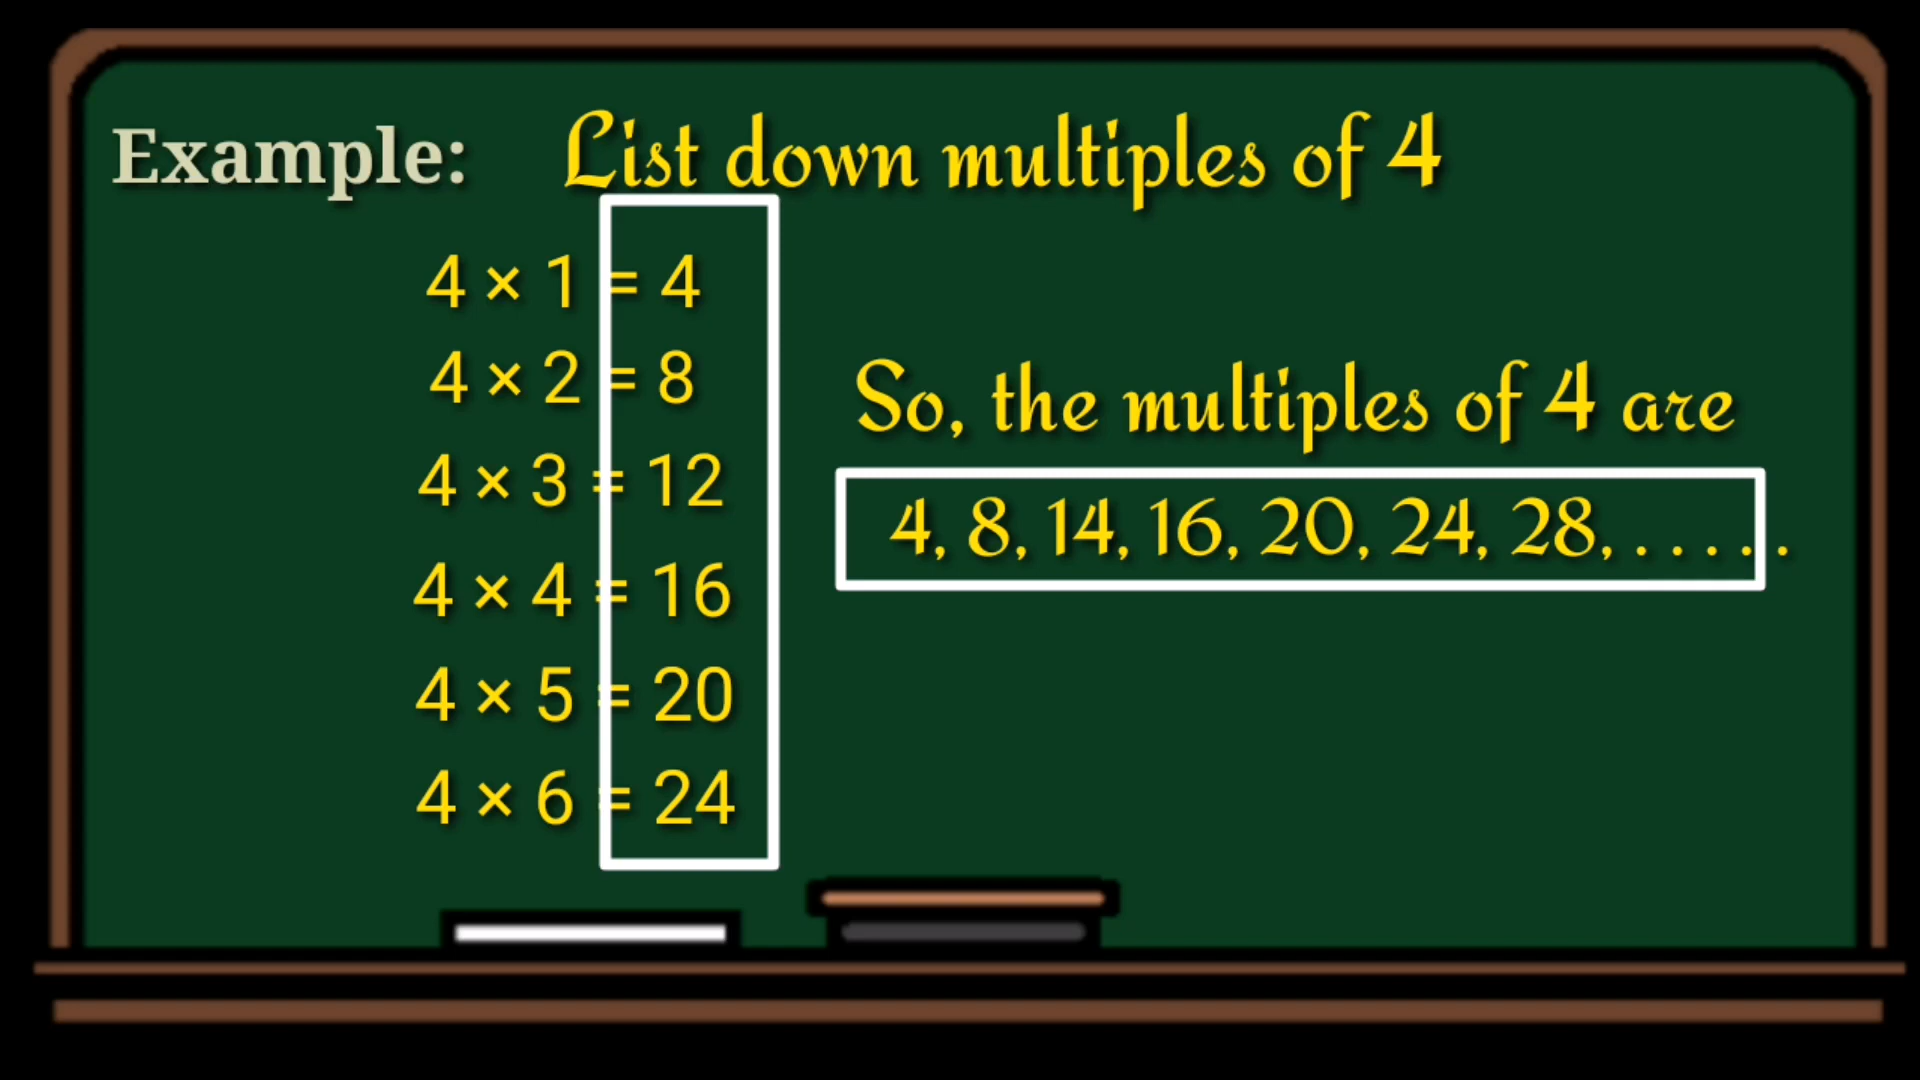 Example: List down multiples of 4
4 × 1 = 4
4 × 2 = 8
4 × 3 = 12
4 × 4 = 16
4 × 5 = 20
4 × 6 = 24
So, the multiples of 4 are
4, 8, 14, 16, 20, 24, 28, . . . . . .